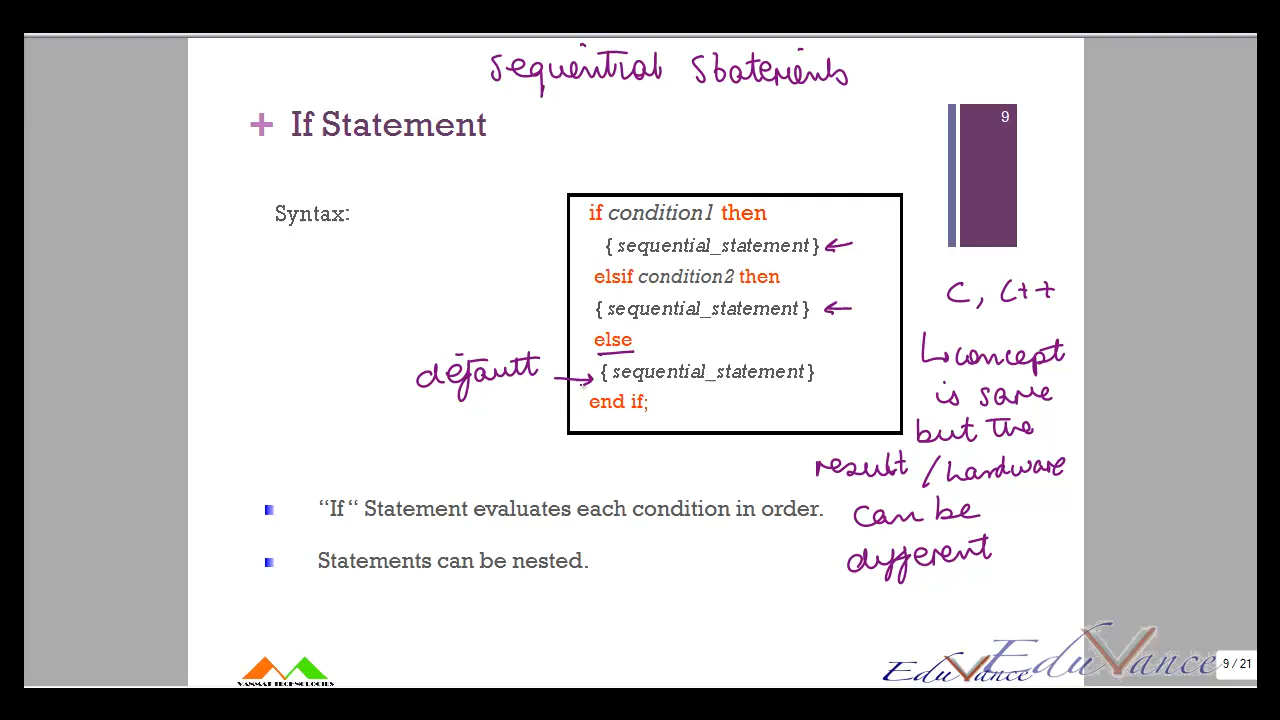 Sequential Statements
+ If Statement
9
Syntax:
if condition1 then
{ sequential_statement } ←
elsif condition2 then
{ sequential_statement } ←
else
default → { sequential_statement }
end if;
C, C++
↳ concept
is same
but the
result / hardware
can be
different
“If “ Statement evaluates each condition in order.
Statements can be nested.
VASMAT TECHNOLOGIES
EduVance
EduVance
9 / 21